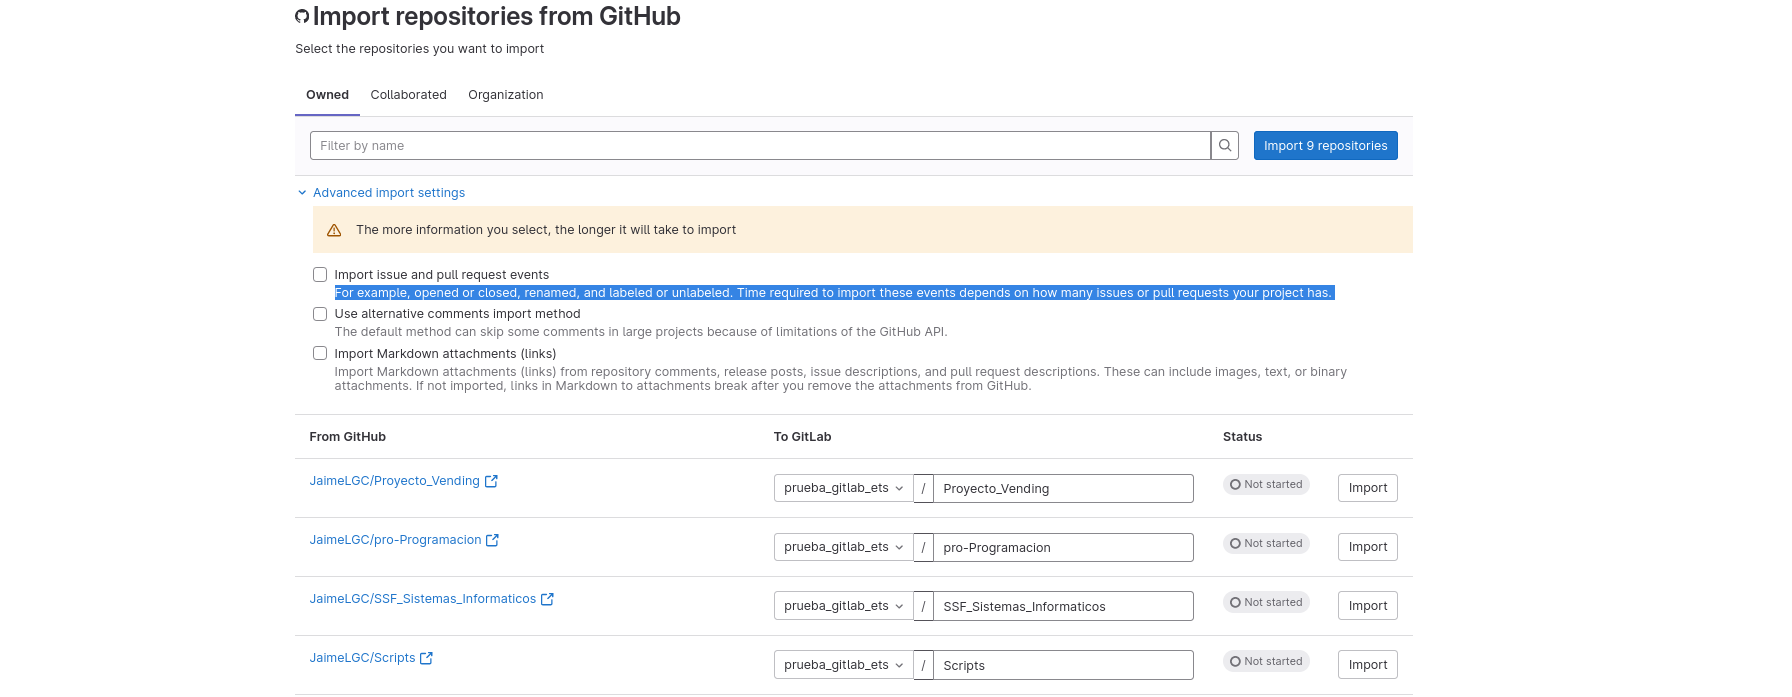 Import repositories from GitHub
Select the repositories you want to import
Owned Collaborated Organization
Filter by name Import 9 repositories
Advanced import settings
The more information you select, the longer it will take to import
Import issue and pull request events
For example, opened or closed, renamed, and labeled or unlabeled. Time required to import these events depends on how many issues or pull requests your project has.
Use alternative comments import method
The default method can skip some comments in large projects because of limitations of the GitHub API.
Import Markdown attachments (links)
Import Markdown attachments (links) from repository comments, release posts, issue descriptions, and pull request descriptions. These can include images, text, or binary
attachments. If not imported, links in Markdown to attachments break after you remove the attachments from GitHub.
From GitHub To GitLab Status
JaimeLGC/Proyecto_Vending prueba_gitlab_ets / Proyecto_Vending Not started Import
JaimeLGC/pro-Programacion prueba_gitlab_ets / pro-Programacion Not started Import
JaimeLGC/SSF_Sistemas_Informaticos prueba_gitlab_ets / SSF_Sistemas_Informaticos Not started Import
JaimeLGC/Scripts prueba_gitlab_ets / Scripts Not started Import